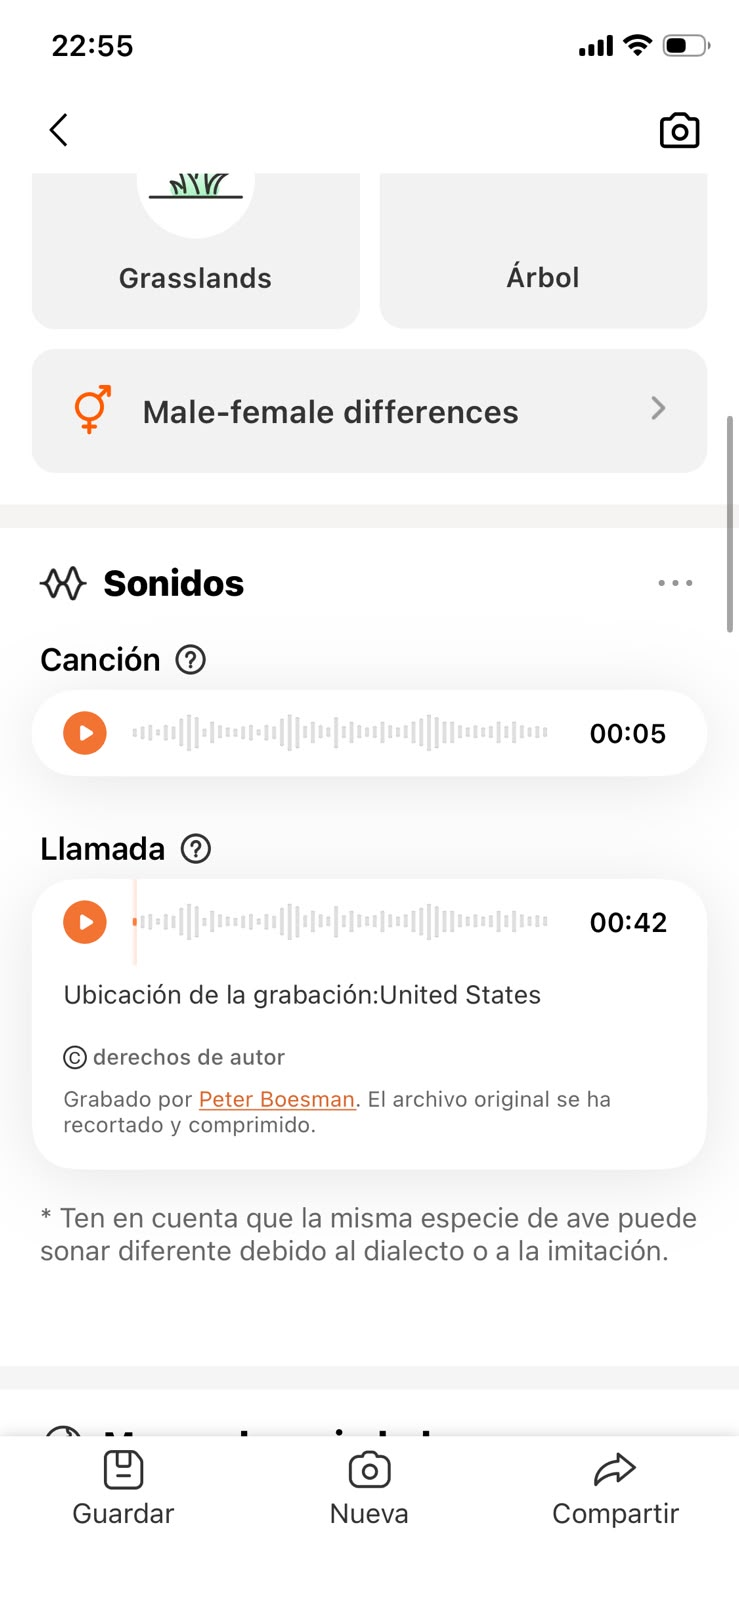 22:55
Grasslands
Árbol
Male-female differences
Sonidos
Canción
00:05
Llamada
00:42
Ubicación de la grabación:United States
© derechos de autor
Grabado por Peter Boesman. El archivo original se ha
recortado y comprimido.
* Ten en cuenta que la misma especie de ave puede
sonar diferente debido al dialecto o a la imitación.
Guardar
Nueva
Compartir